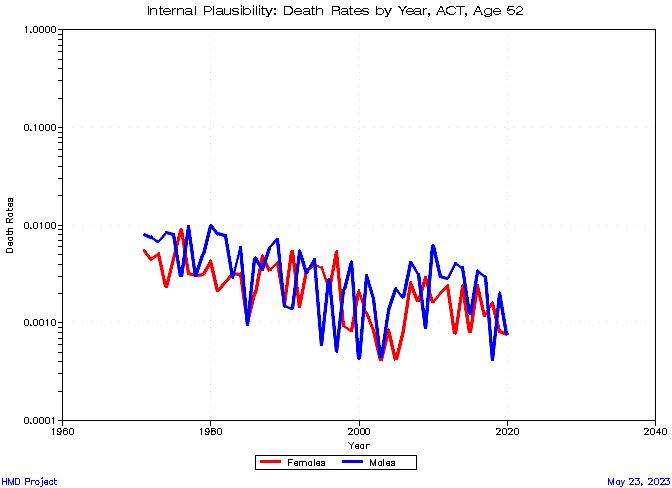 Internal Plausibility: Death Rates by Year, ACT, Age 52
1.0000
0.1000
0.0100
0.0010
0.0001
Death Rates
1960 1980 2000 2020 2040
Year
Females Males
HMD Project May 23, 2023